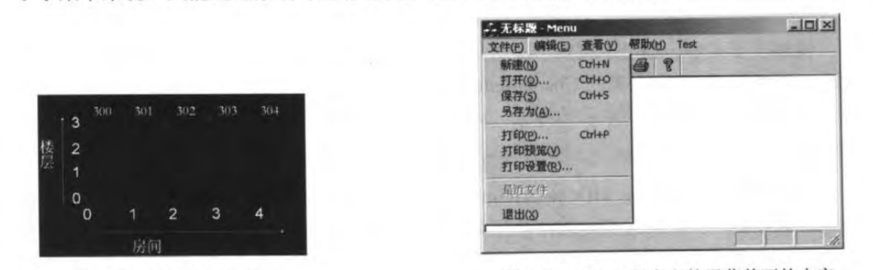 300 301 302 303 304
3
楼层
2
1
0
0 1 2 3 4
房间
无标题 - Menu
文件(F) 编辑(E) 查看(V) 帮助(H) Test
新建(N) Ctrl+N
打开(O)... Ctrl+O
保存(S) Ctrl+S
另存为(A)...
打印(P)... Ctrl+P
打印预览(V)
打印设置(R)...
最近文件
退出(X)